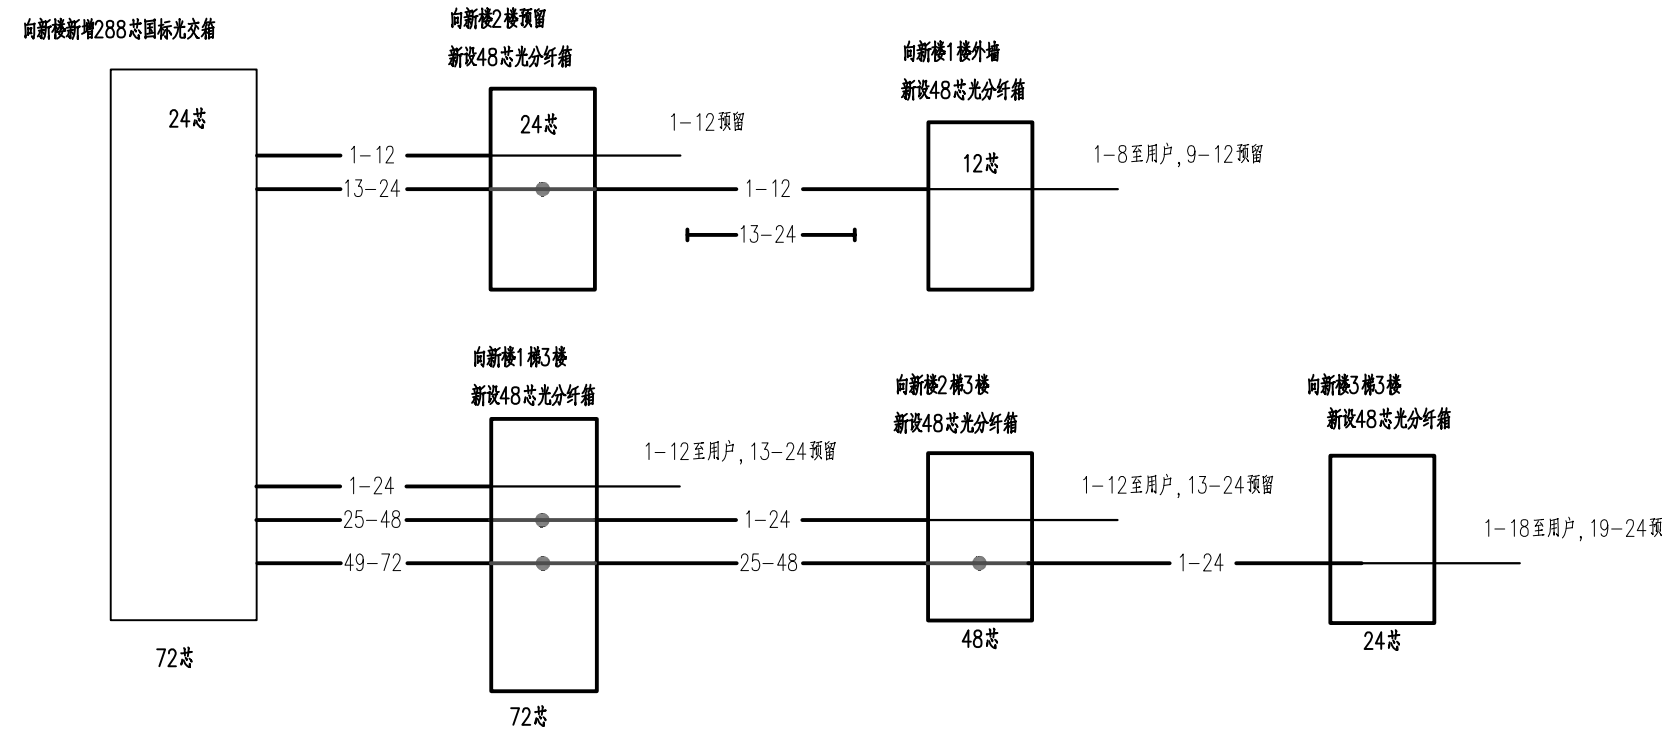 向新楼新增288芯国标光交箱
24芯
72芯
向新楼2楼预留
新设48芯光分纤箱
24芯
1-12预留
1-12
13-24
向新楼1楼外墙
新设48芯光分纤箱
12芯
1-8至用户,9-12预留
1-12
13-24
向新楼1梯3楼
新设48芯光分纤箱
1-12至用户,13-24预留
1-24
25-48
49-72
72芯
向新楼2梯3楼
新设48芯光分纤箱
1-12至用户,13-24预留
1-24
25-48
48芯
向新楼3梯3楼
新设48芯光分纤箱
1-18至用户,19-24预
1-24
24芯